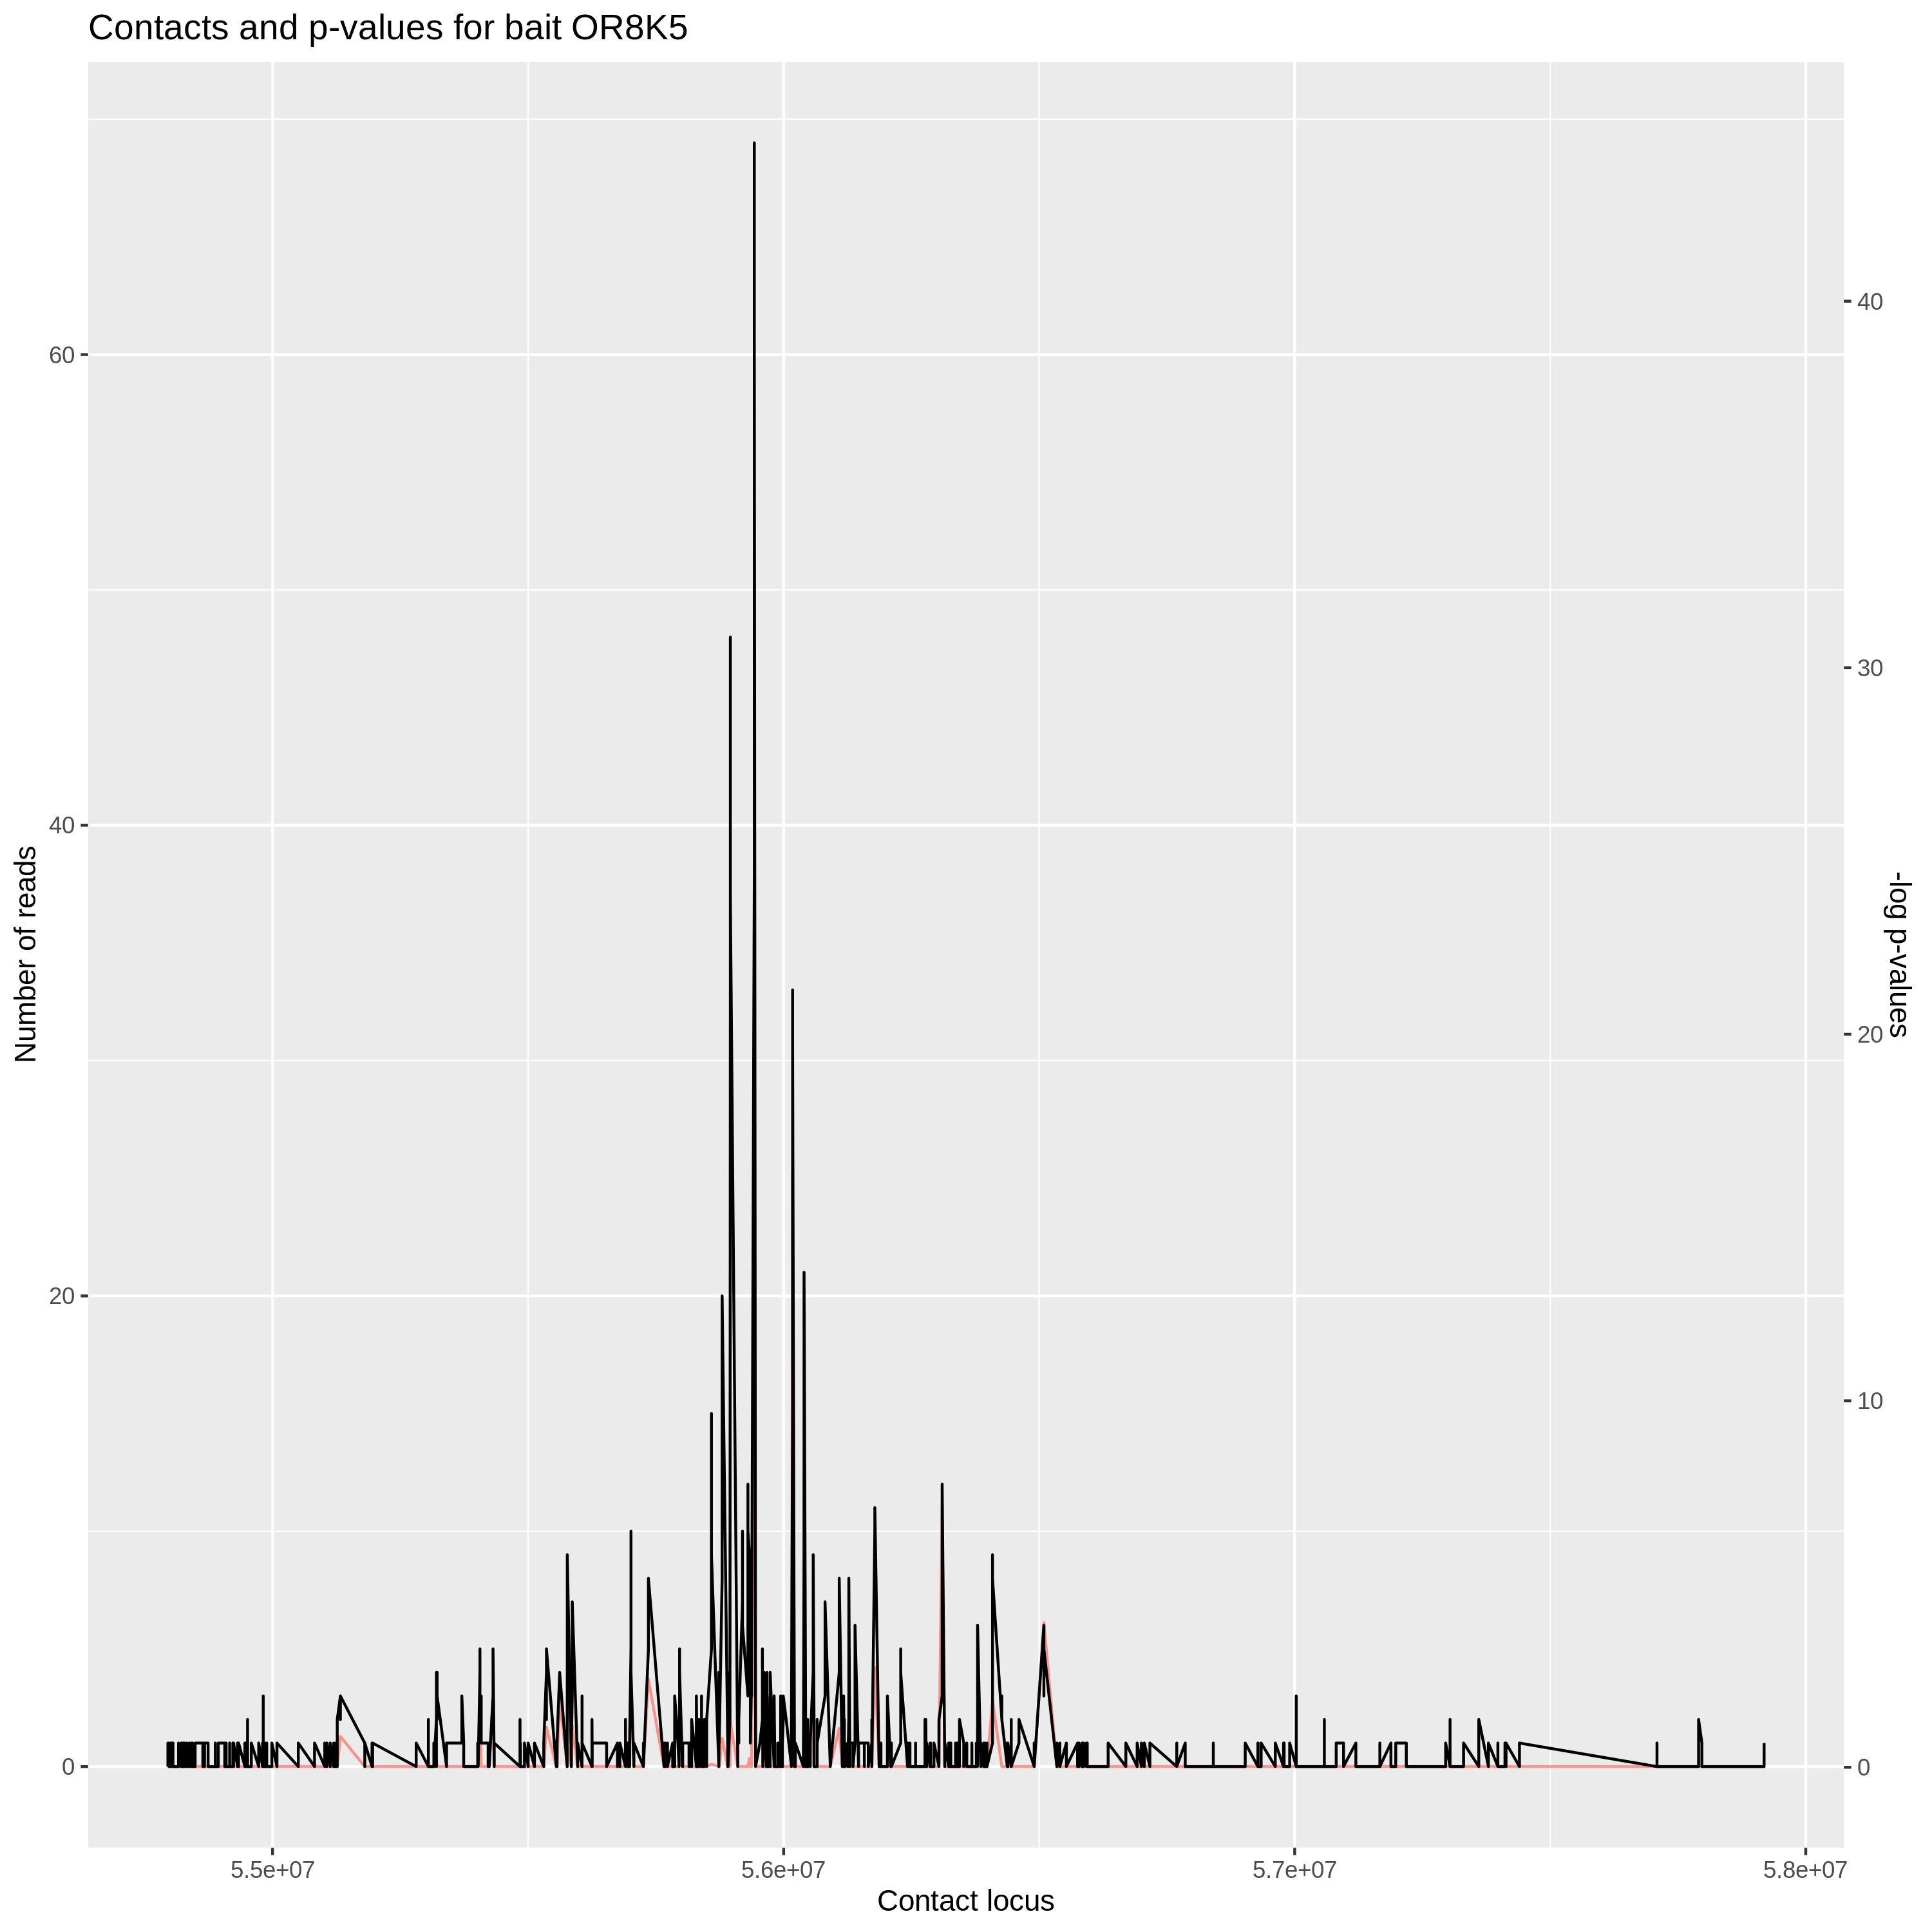 Contacts and p-values for bait OR8K5
60
40
20
0
Number of reads
40
30
20
10
0
-log p-values
5.5e+07
5.6e+07
5.7e+07
5.8e+07
Contact locus